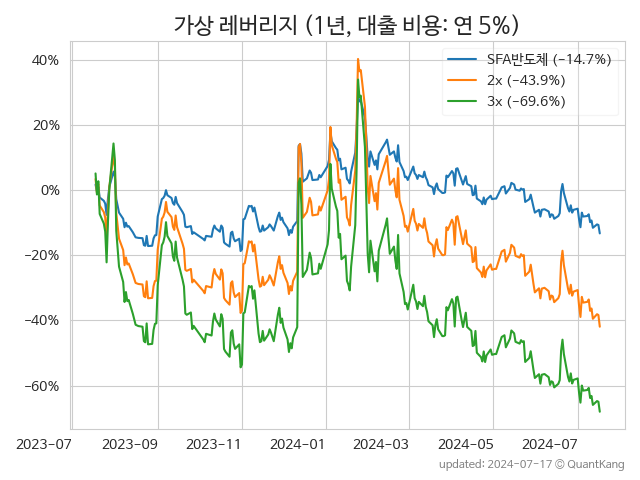 가상 레버리지 (1년, 대출 비용: 연 5%)
SFA반도체 (−14.7%)
2x (−43.9%)
3x (−69.6%)
40%
20%
0%
−20%
−40%
−60%
2023-07 2023-09 2023-11 2024-01 2024-03 2024-05 2024-07
updated: 2024-07-17 © QuantKang